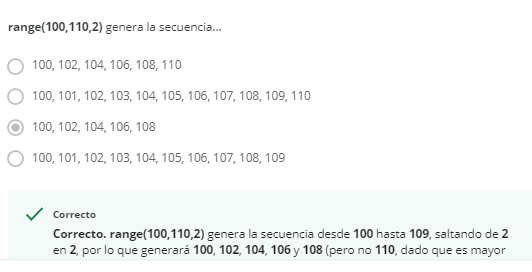 range(100,110,2) genera la secuencia...
100, 102, 104, 106, 108, 110
100, 101, 102, 103, 104, 105, 106, 107, 108, 109, 110
100, 102, 104, 106, 108
100, 101, 102, 103, 104, 105, 106, 107, 108, 109
Correcto
Correcto. range(100,110,2) genera la secuencia desde 100 hasta 109, saltando de 2
en 2, por lo que generará 100, 102, 104, 106 y 108 (pero no 110, dado que es mayor